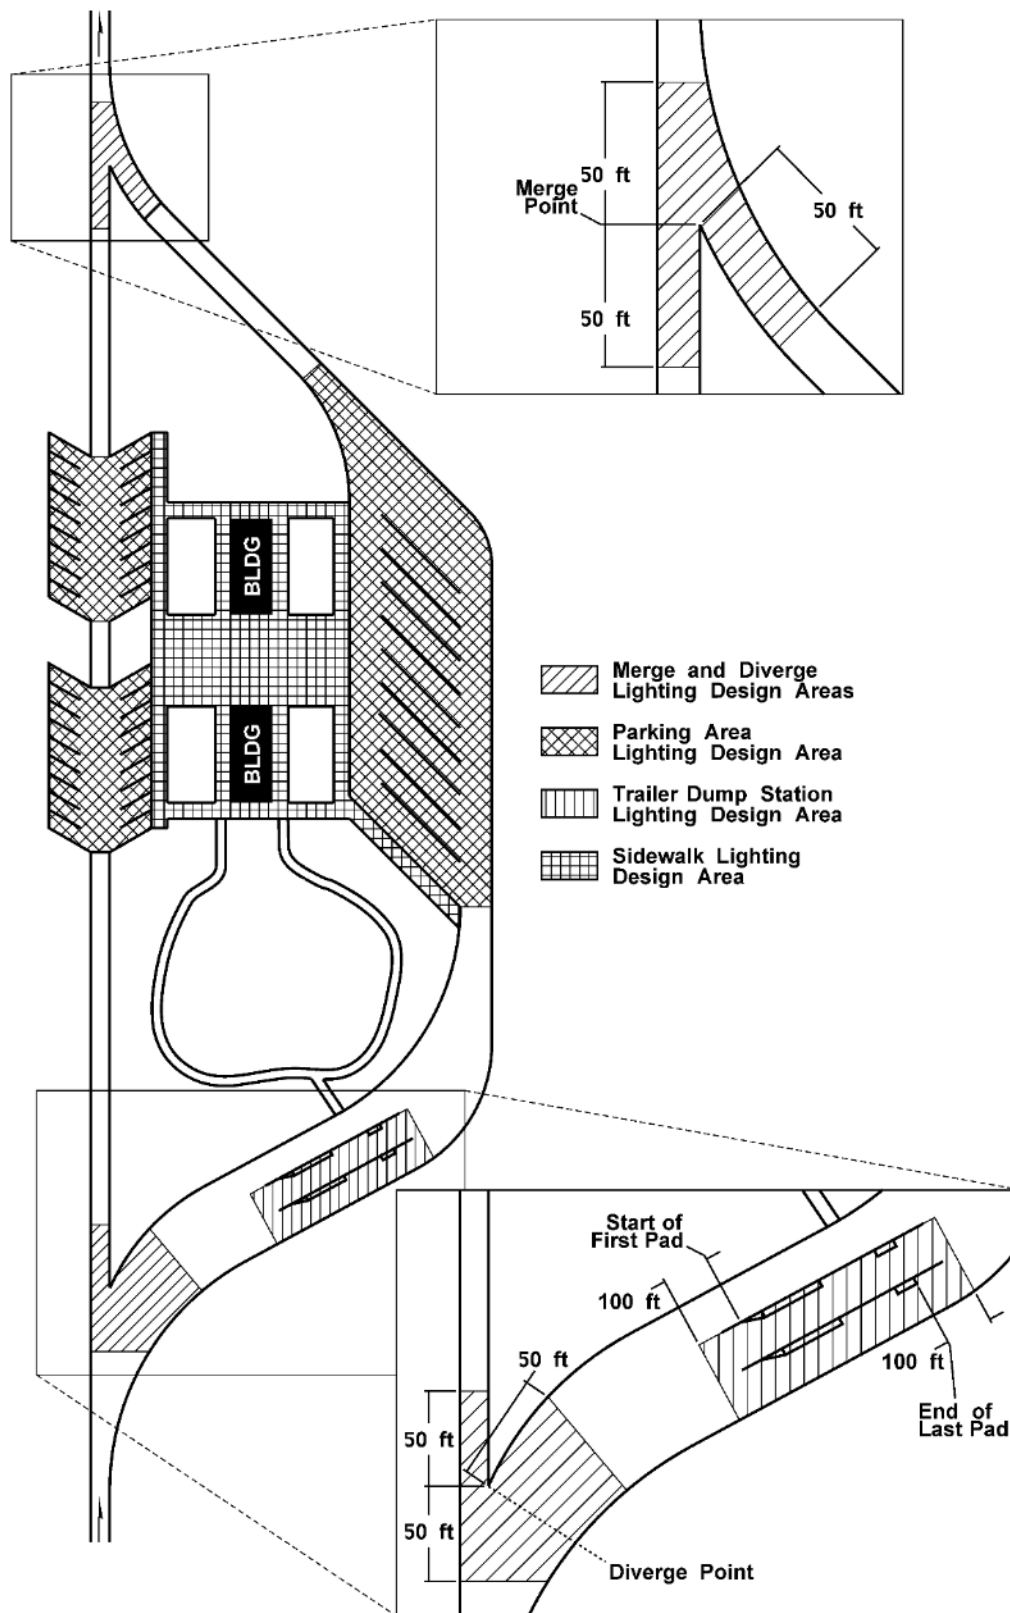 50 ft
Merge
Point
50 ft
50 ft
BLDG
BLDG
Merge and Diverge
Lighting Design Areas
Parking Area
Lighting Design Area
Trailer Dump Station
Lighting Design Area
Sidewalk Lighting
Design Area
Start of
First Pad
100 ft
50 ft
100 ft
End of
Last Pad
50 ft
50 ft
Diverge Point